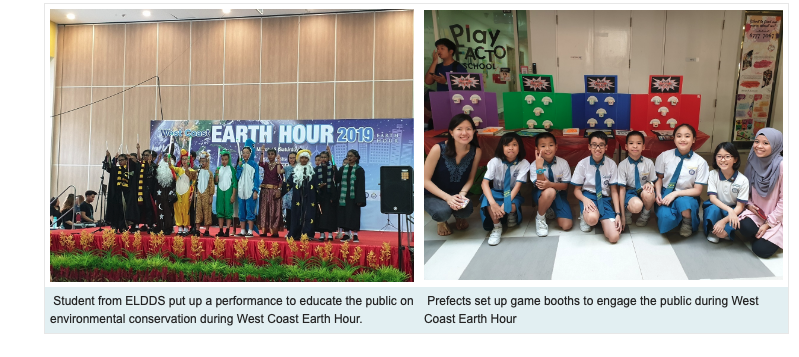 West Coast EARTH HOUR 2019
EARTH HOUR
Play
FACTO
SCHOOL
Student from ELDDS put up a performance to educate the public on
environmental conservation during West Coast Earth Hour.
Prefects set up game booths to engage the public during West
Coast Earth Hour